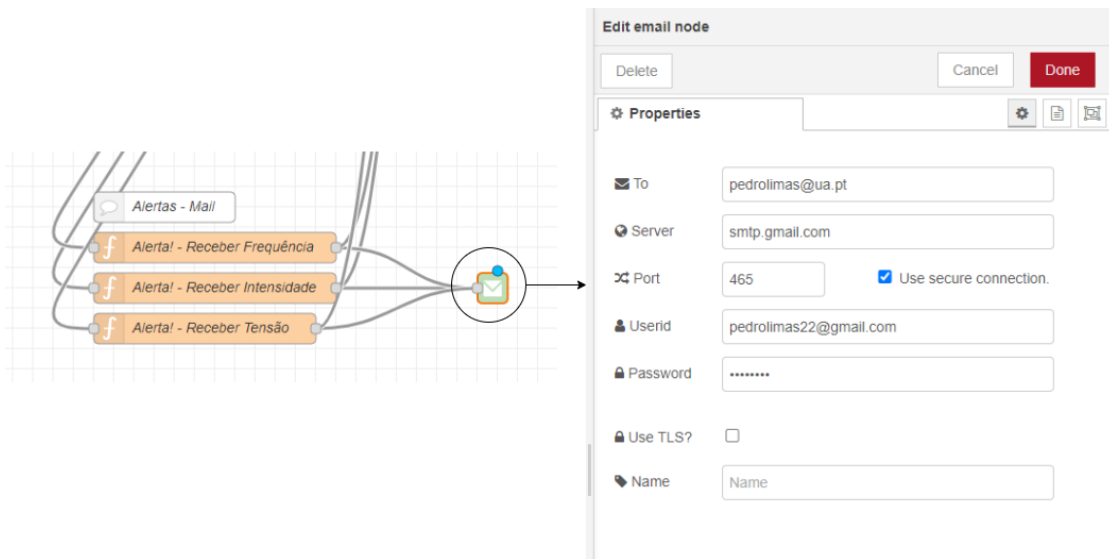 Alertas - Mail
Alerta! - Receber Frequência
Alerta! - Receber Intensidade
Alerta! - Receber Tensão
Edit email node
Delete
Cancel
Done
Properties
To
pedrolimas@ua.pt
Server
smtp.gmail.com
Port
465
Use secure connection.
Userid
pedrolimas22@gmail.com
Password
••••••••
Use TLS?
Name
Name